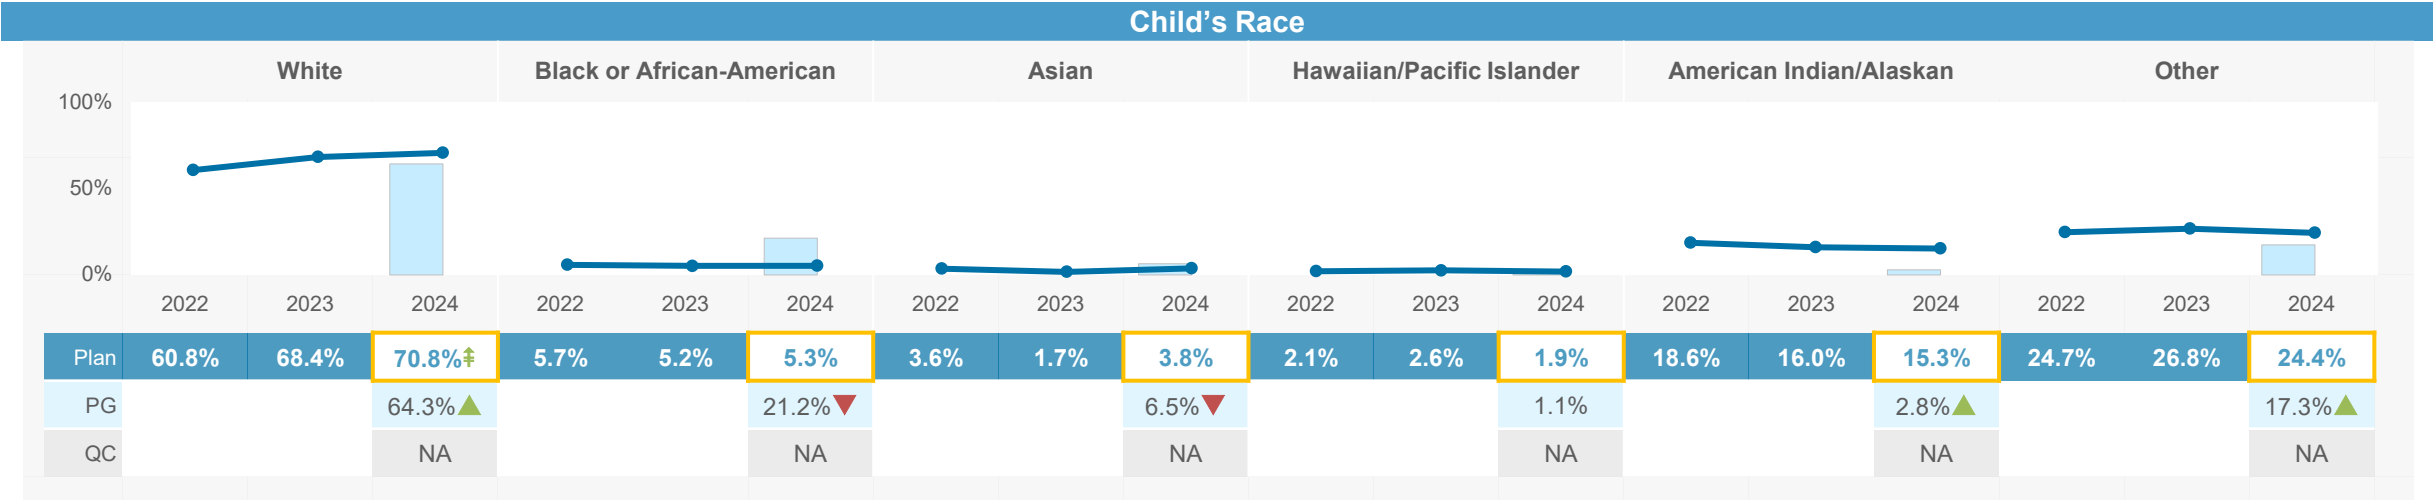 Child’s Race
White Black or African-American Asian Hawaiian/Pacific Islander American Indian/Alaskan Other
100%
50%
0%
2022 2023 2024 2022 2023 2024 2022 2023 2024 2022 2023 2024 2022 2023 2024 2022 2023 2024
Plan 60.8% 68.4% 70.8%⇞ 5.7% 5.2% 5.3% 3.6% 1.7% 3.8% 2.1% 2.6% 1.9% 18.6% 16.0% 15.3% 24.7% 26.8% 24.4%
PG 64.3%▲ 21.2%▼ 6.5%▼ 1.1% 2.8%▲ 17.3%▲
QC NA NA NA NA NA NA